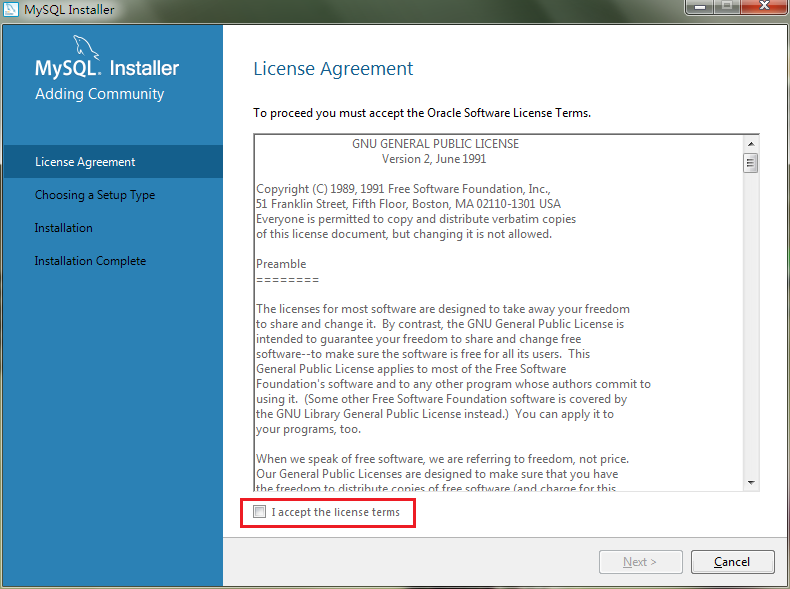 MySQL Installer
MySQL. Installer
Adding Community
License Agreement
Choosing a Setup Type
Installation
Installation Complete
License Agreement
To proceed you must accept the Oracle Software License Terms.
GNU GENERAL PUBLIC LICENSE
Version 2, June 1991
Copyright (C) 1989, 1991 Free Software Foundation, Inc.,
51 Franklin Street, Fifth Floor, Boston, MA 02110-1301 USA
Everyone is permitted to copy and distribute verbatim copies
of this license document, but changing it is not allowed.
Preamble
========
The licenses for most software are designed to take away your freedom
to share and change it.  By contrast, the GNU General Public License is
intended to guarantee your freedom to share and change free
software--to make sure the software is free for all its users.  This
General Public License applies to most of the Free Software
Foundation's software and to any other program whose authors commit to
using it.  (Some other Free Software Foundation software is covered by
the GNU Library General Public License instead.)  You can apply it to
your programs, too.
When we speak of free software, we are referring to freedom, not price.
Our General Public Licenses are designed to make sure that you have
the freedom to distribute copies of free software (and charge for this
I accept the license terms
Next >
Cancel